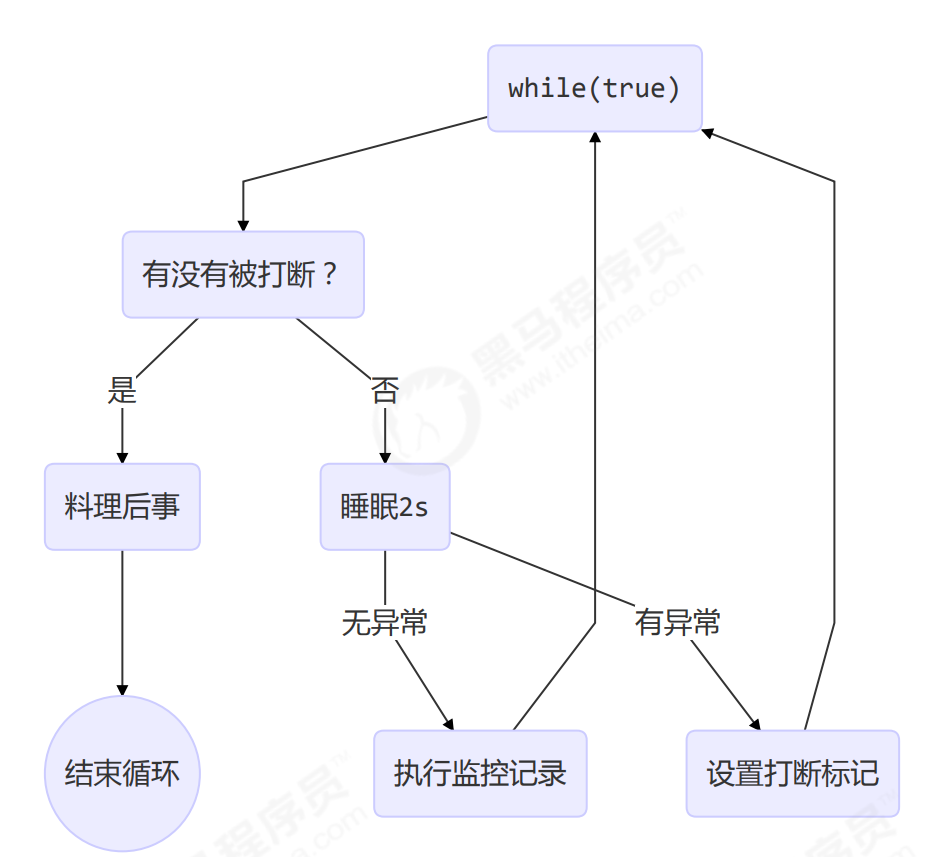 while(true)
有没有被打断？
黑马程序员™
www.itheima.com
是
否
料理后事
睡眠2s
无异常
有异常
结束循环
执行监控记录
设置打断标记